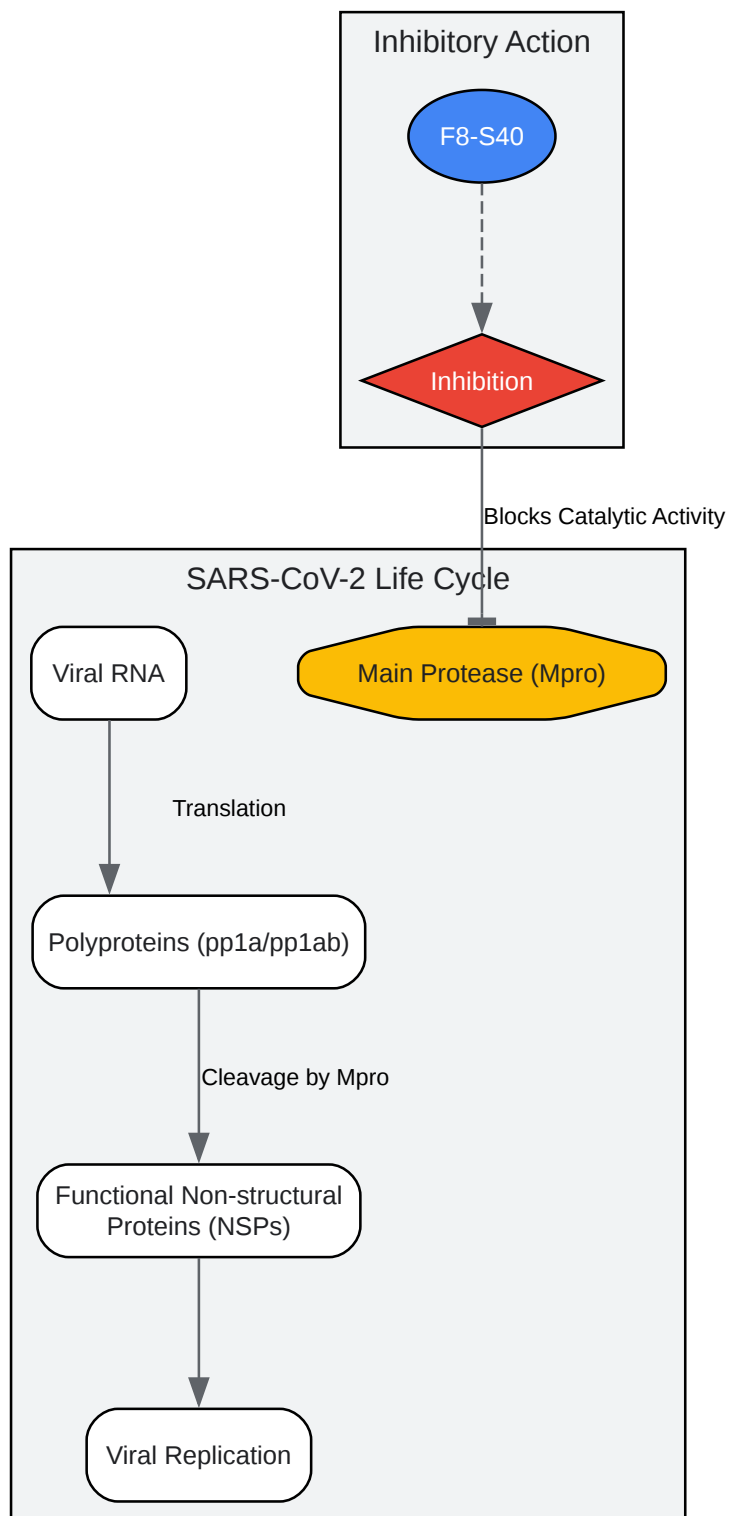 Inhibitory Action
F8-S40
Inhibition
Blocks Catalytic Activity
SARS-CoV-2 Life Cycle
Viral RNA
Main Protease (Mpro)
Translation
Polyproteins (pp1a/pp1ab)
Cleavage by Mpro
Functional Non-structural
Proteins (NSPs)
Viral Replication